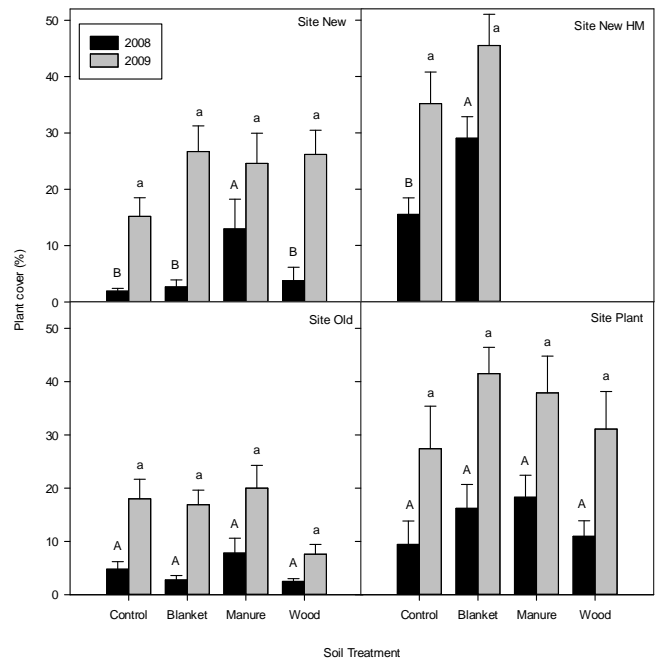 Site New
2008
2009
50
40
30
20
10
0
B
a
B
a
A
a
B
a
Site New HM
B
a
A
a
Plant cover (%)
Site Old
50
40
30
20
10
0
A
a
A
a
A
a
A
a
Control Blanket Manure Wood
Site Plant
A
a
A
a
A
a
A
a
Control Blanket Manure Wood
Soil Treatment